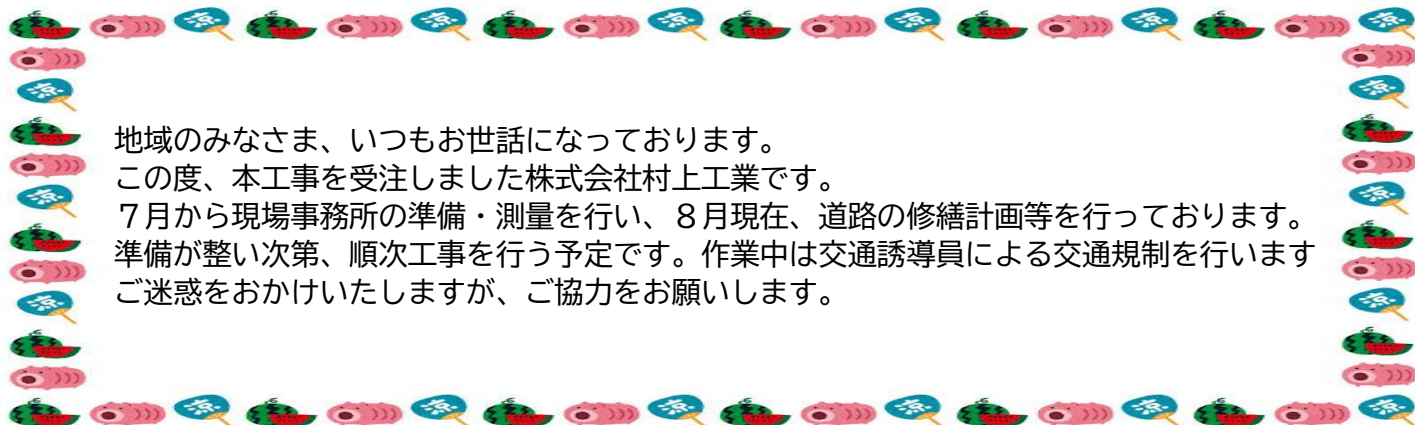 地域のみなさま、いつもお世話になっております。
この度、本工事を受注しました株式会社村上工業です。
７月から現場事務所の準備・測量を行い、８月現在、道路の修繕計画等を行っております。
準備が整い次第、順次工事を行う予定です。作業中は交通誘導員による交通規制を行います
ご迷惑をおかけいたしますが、ご協力をお願いします。